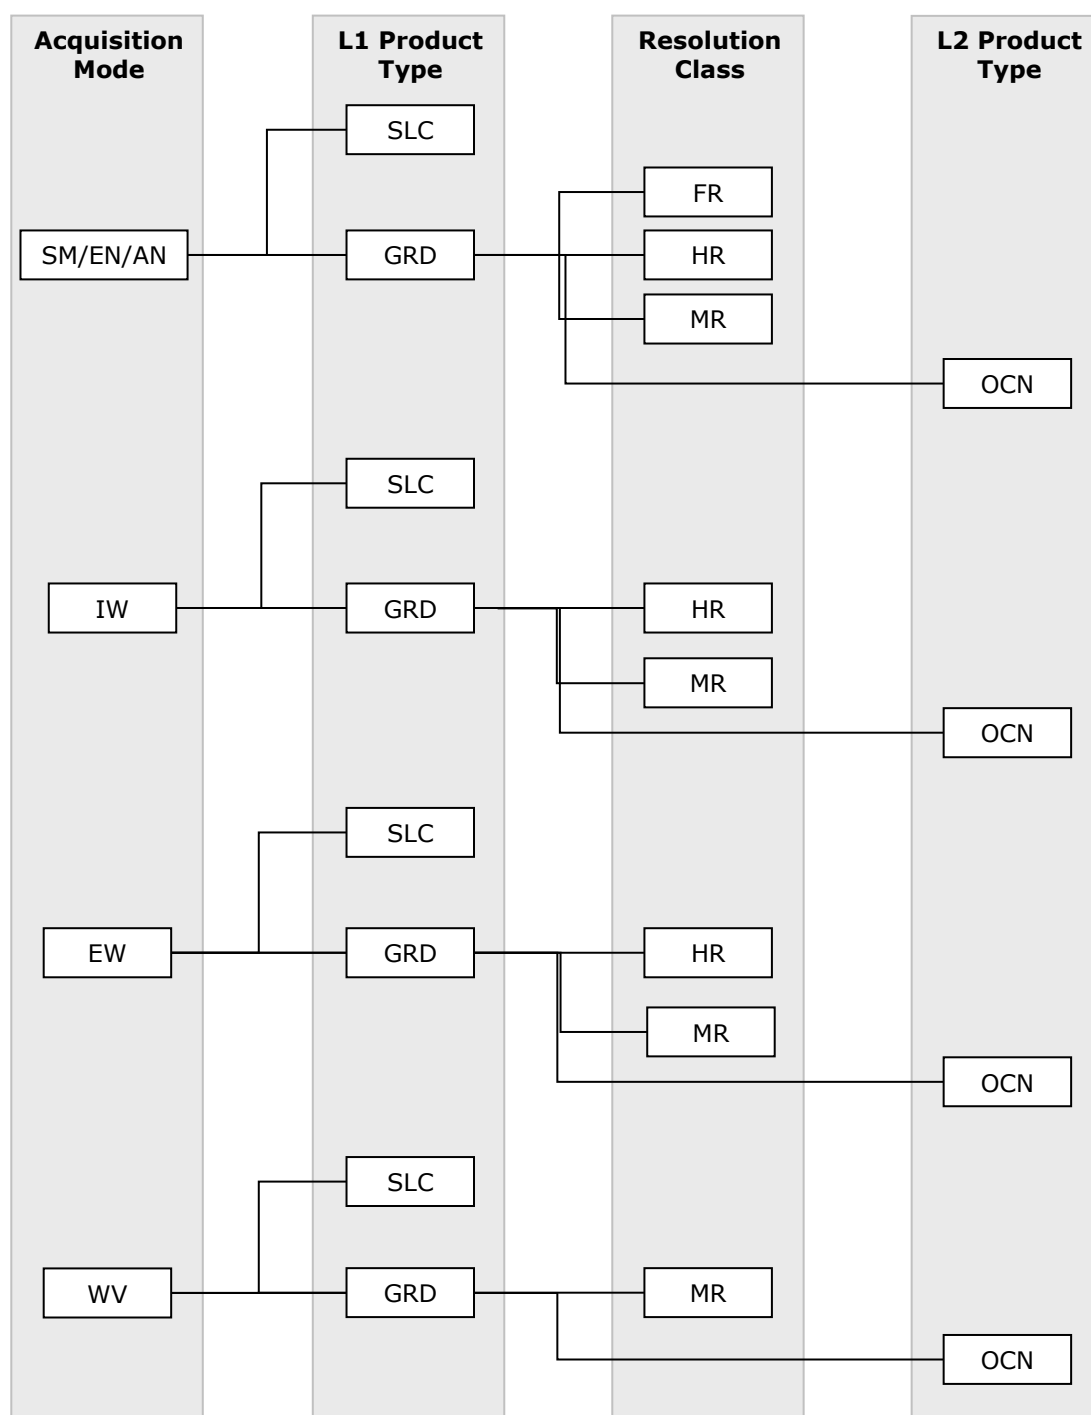 Acquisition
Mode
L1 Product
Type
Resolution
Class
L2 Product
Type
SLC
FR
SM/EN/AN
GRD
HR
MR
OCN
SLC
IW
GRD
HR
MR
OCN
SLC
EW
GRD
HR
MR
OCN
SLC
WV
GRD
MR
OCN